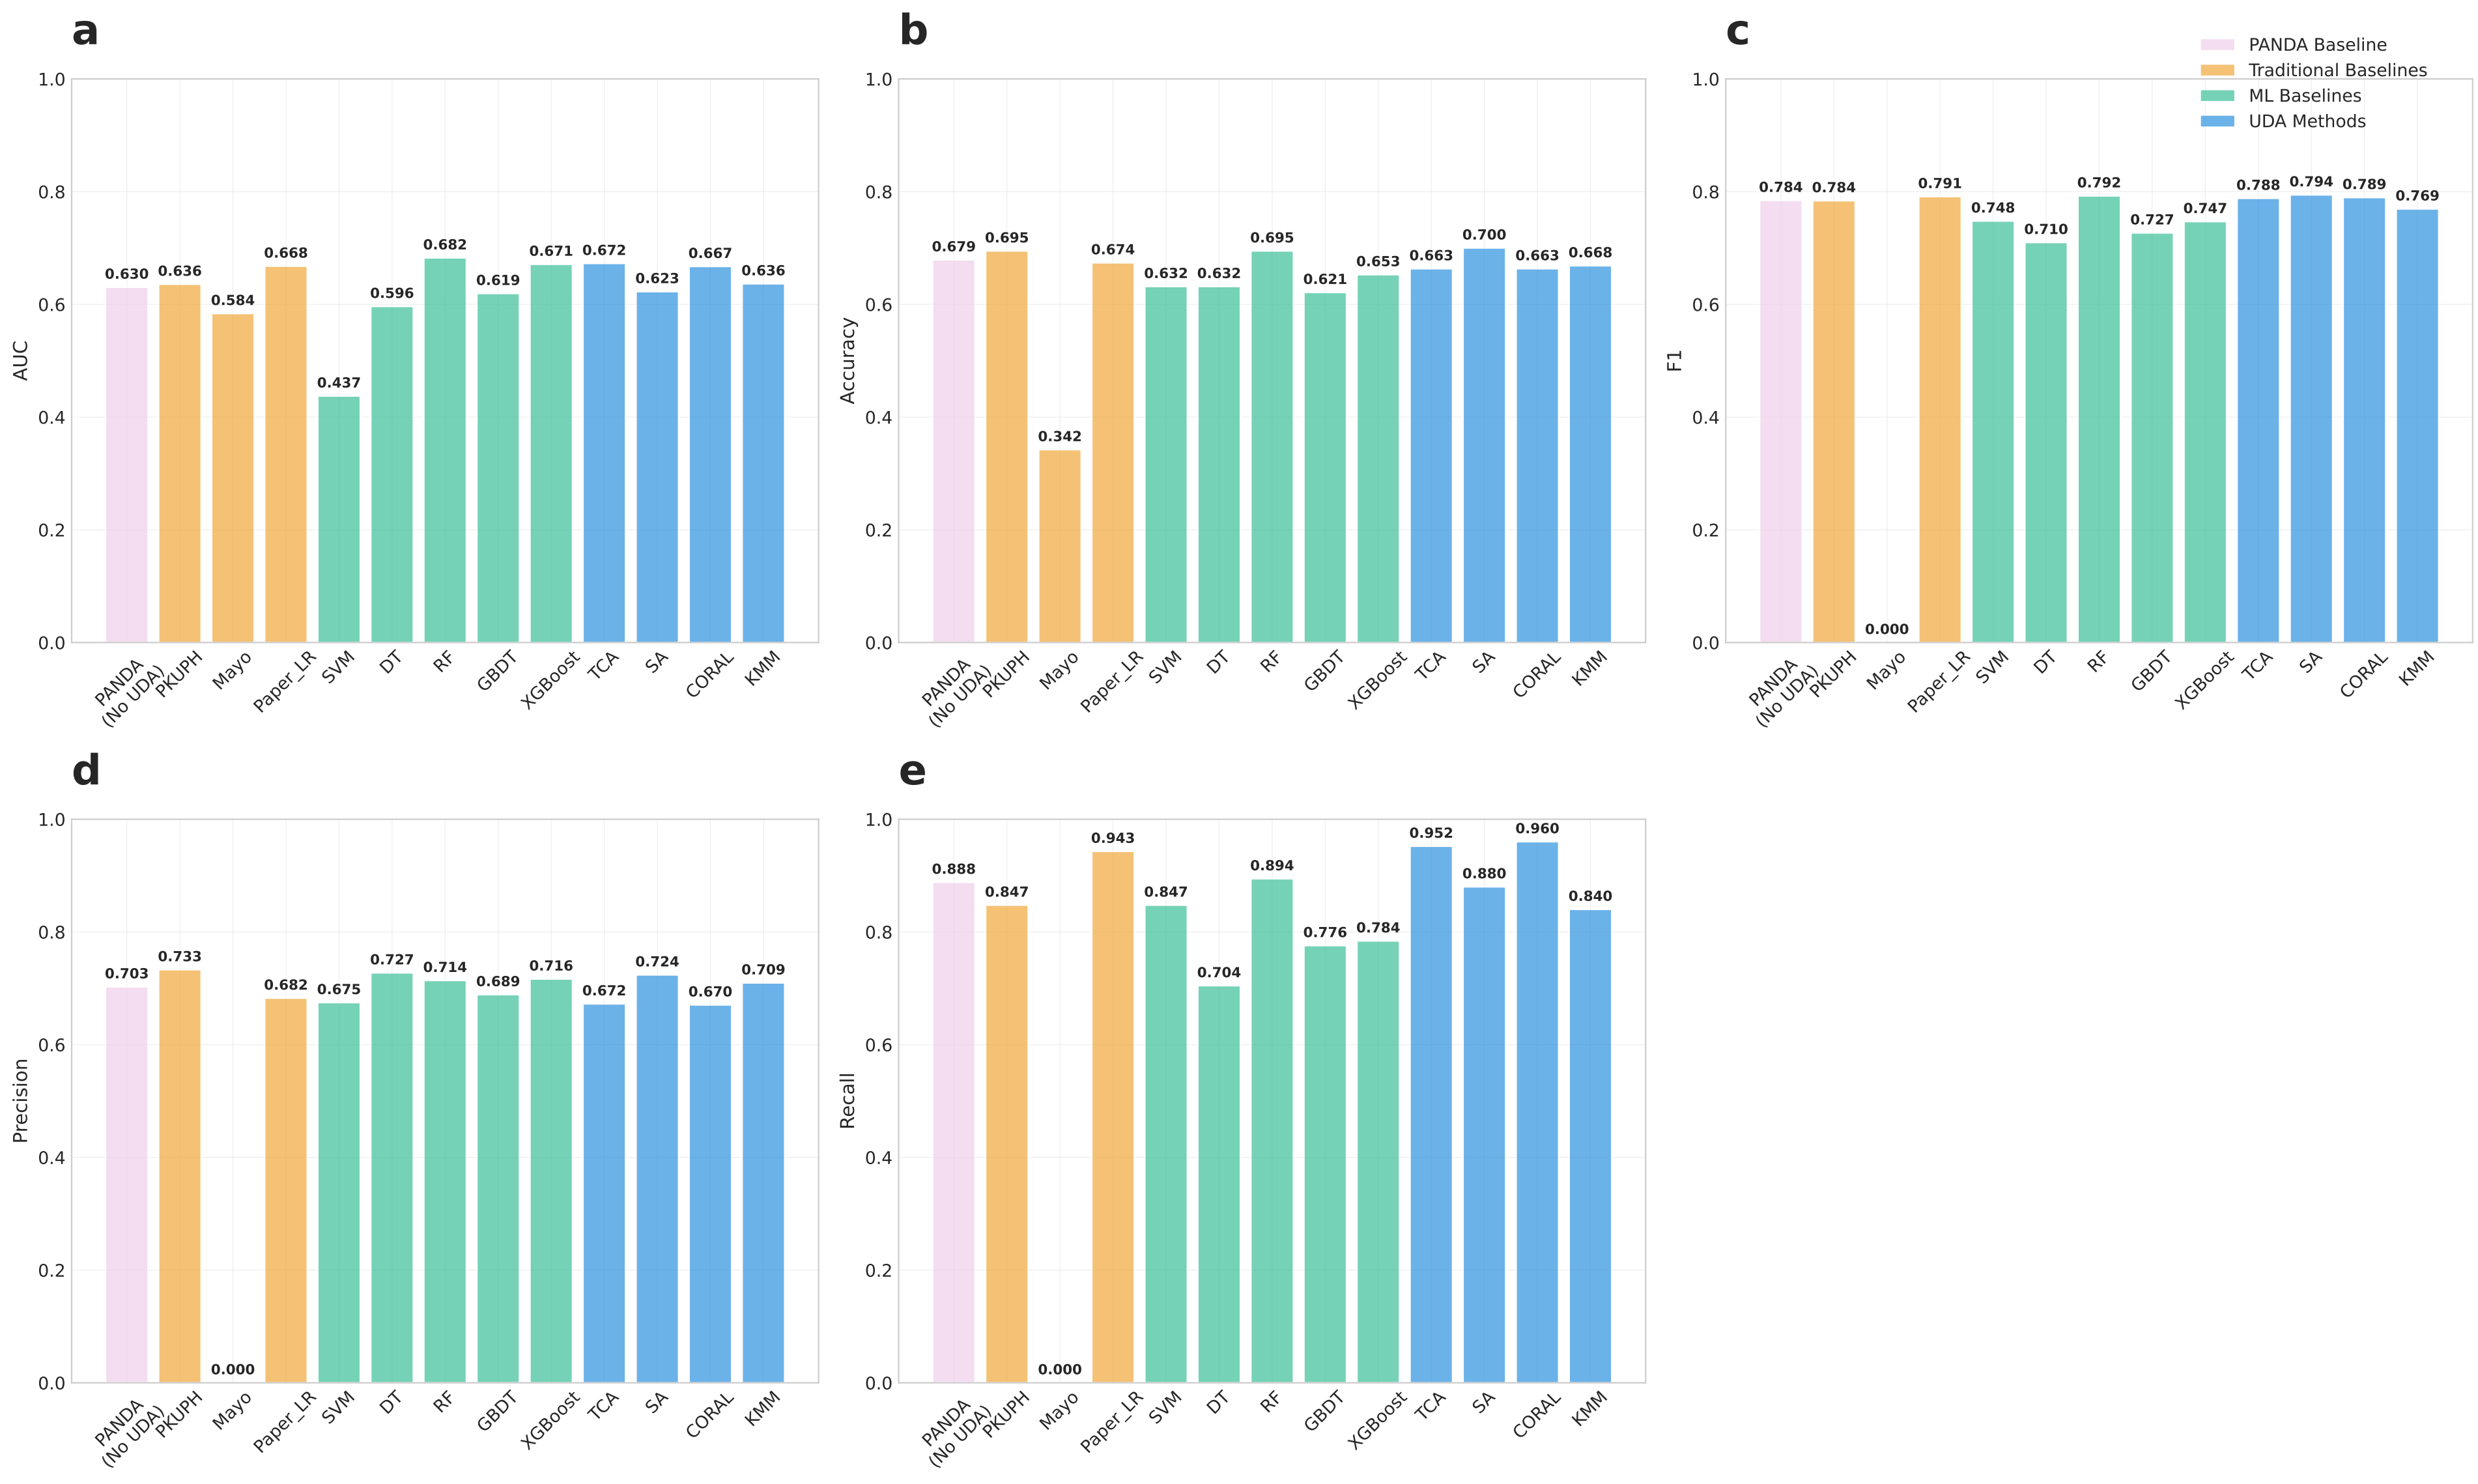 a
1.0
0.8
0.6
0.4
0.2
0.0
AUC
0.630
0.636
0.584
0.668
0.437
0.596
0.682
0.619
0.671
0.672
0.623
0.667
0.636
PANDA
(No UDA)
PKUPH
Mayo
Paper_LR
SVM
DT
RF
GBDT
XGBoost
TCA
SA
CORAL
KMM
b
1.0
0.8
0.6
0.4
0.2
0.0
Accuracy
0.679
0.695
0.342
0.674
0.632
0.632
0.695
0.621
0.653
0.663
0.700
0.663
0.668
PANDA
(No UDA)
PKUPH
Mayo
Paper_LR
SVM
DT
RF
GBDT
XGBoost
TCA
SA
CORAL
KMM
c
PANDA Baseline
Traditional Baselines
ML Baselines
UDA Methods
1.0
0.8
0.6
0.4
0.2
0.0
F1
0.784
0.784
0.000
0.791
0.748
0.710
0.792
0.727
0.747
0.788
0.794
0.789
0.769
PANDA
(No UDA)
PKUPH
Mayo
Paper_LR
SVM
DT
RF
GBDT
XGBoost
TCA
SA
CORAL
KMM
d
1.0
0.8
0.6
0.4
0.2
0.0
Precision
0.703
0.733
0.000
0.682
0.675
0.727
0.714
0.689
0.716
0.672
0.724
0.670
0.709
PANDA
(No UDA)
PKUPH
Mayo
Paper_LR
SVM
DT
RF
GBDT
XGBoost
TCA
SA
CORAL
KMM
e
1.0
0.8
0.6
0.4
0.2
0.0
Recall
0.888
0.847
0.000
0.943
0.847
0.704
0.894
0.776
0.784
0.952
0.880
0.960
0.840
PANDA
(No UDA)
PKUPH
Mayo
Paper_LR
SVM
DT
RF
GBDT
XGBoost
TCA
SA
CORAL
KMM